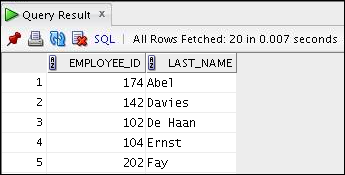 Query Result ×
SQL | All Rows Fetched: 20 in 0.007 seconds
EMPLOYEE_ID LAST_NAME
1 174 Abel
2 142 Davies
3 102 De Haan
4 104 Ernst
5 202 Fay